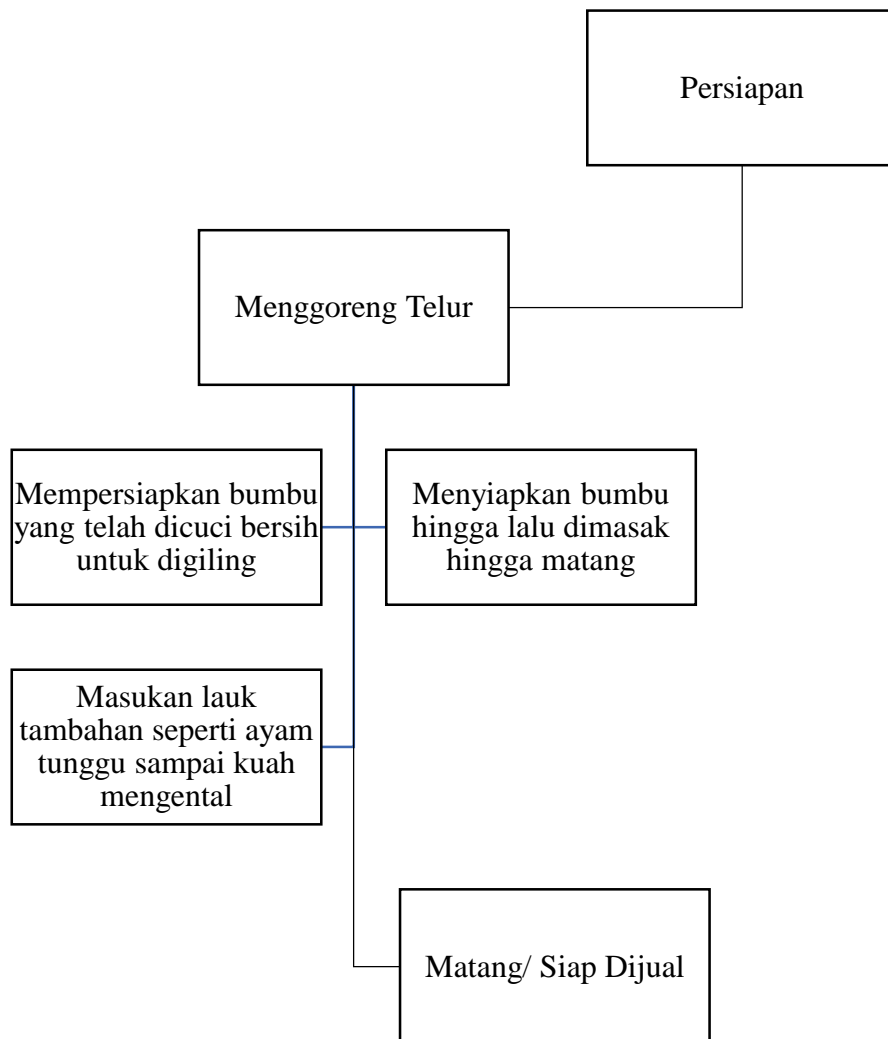 Persiapan
Menggoreng Telur
Mempersiapkan bumbu
yang telah dicuci bersih
untuk digiling
Menyiapkan bumbu
hingga lalu dimasak
hingga matang
Masukan lauk
tambahan seperti ayam
tunggu sampai kuah
mengental
Matang/ Siap Dijual